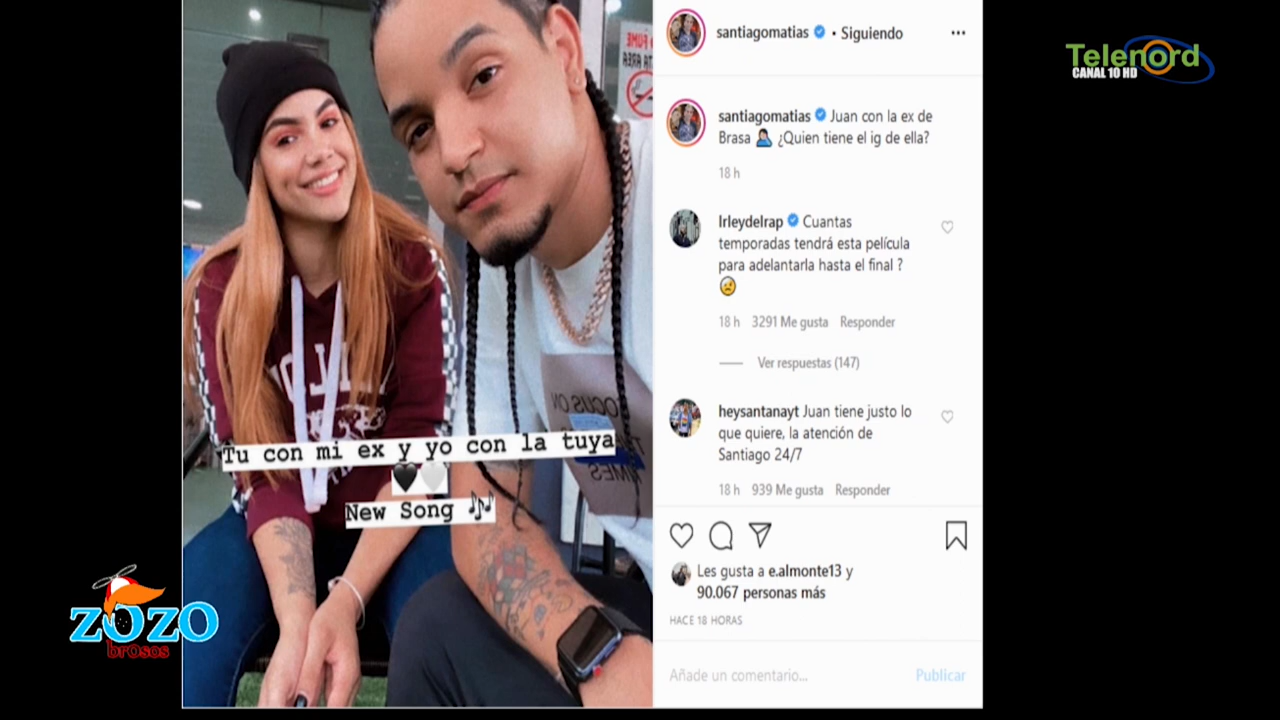 santiagomatias • Siguiendo
Telenord
CANAL 10 HD
santiagomatias Juan con la ex de
Brasa ¿Quien tiene el ig de ella?
18 h
lrleydelrap Cuantas
temporadas tendrá esta película
para adelantarla hasta el final ?
18 h 3291 Me gusta Responder
Ver respuestas (147)
heysantanayt Juan tiene justo lo
que quiere, la atención de
Santiago 24/7
18 h 939 Me gusta Responder
Les gusta a e.almonte13 y
90.067 personas más
HACE 18 HORAS
Añade un comentario... Publicar
Tu con mi ex y yo con la tuya
New Song
FOCUS ON
TIMES
ZOZO
brosos